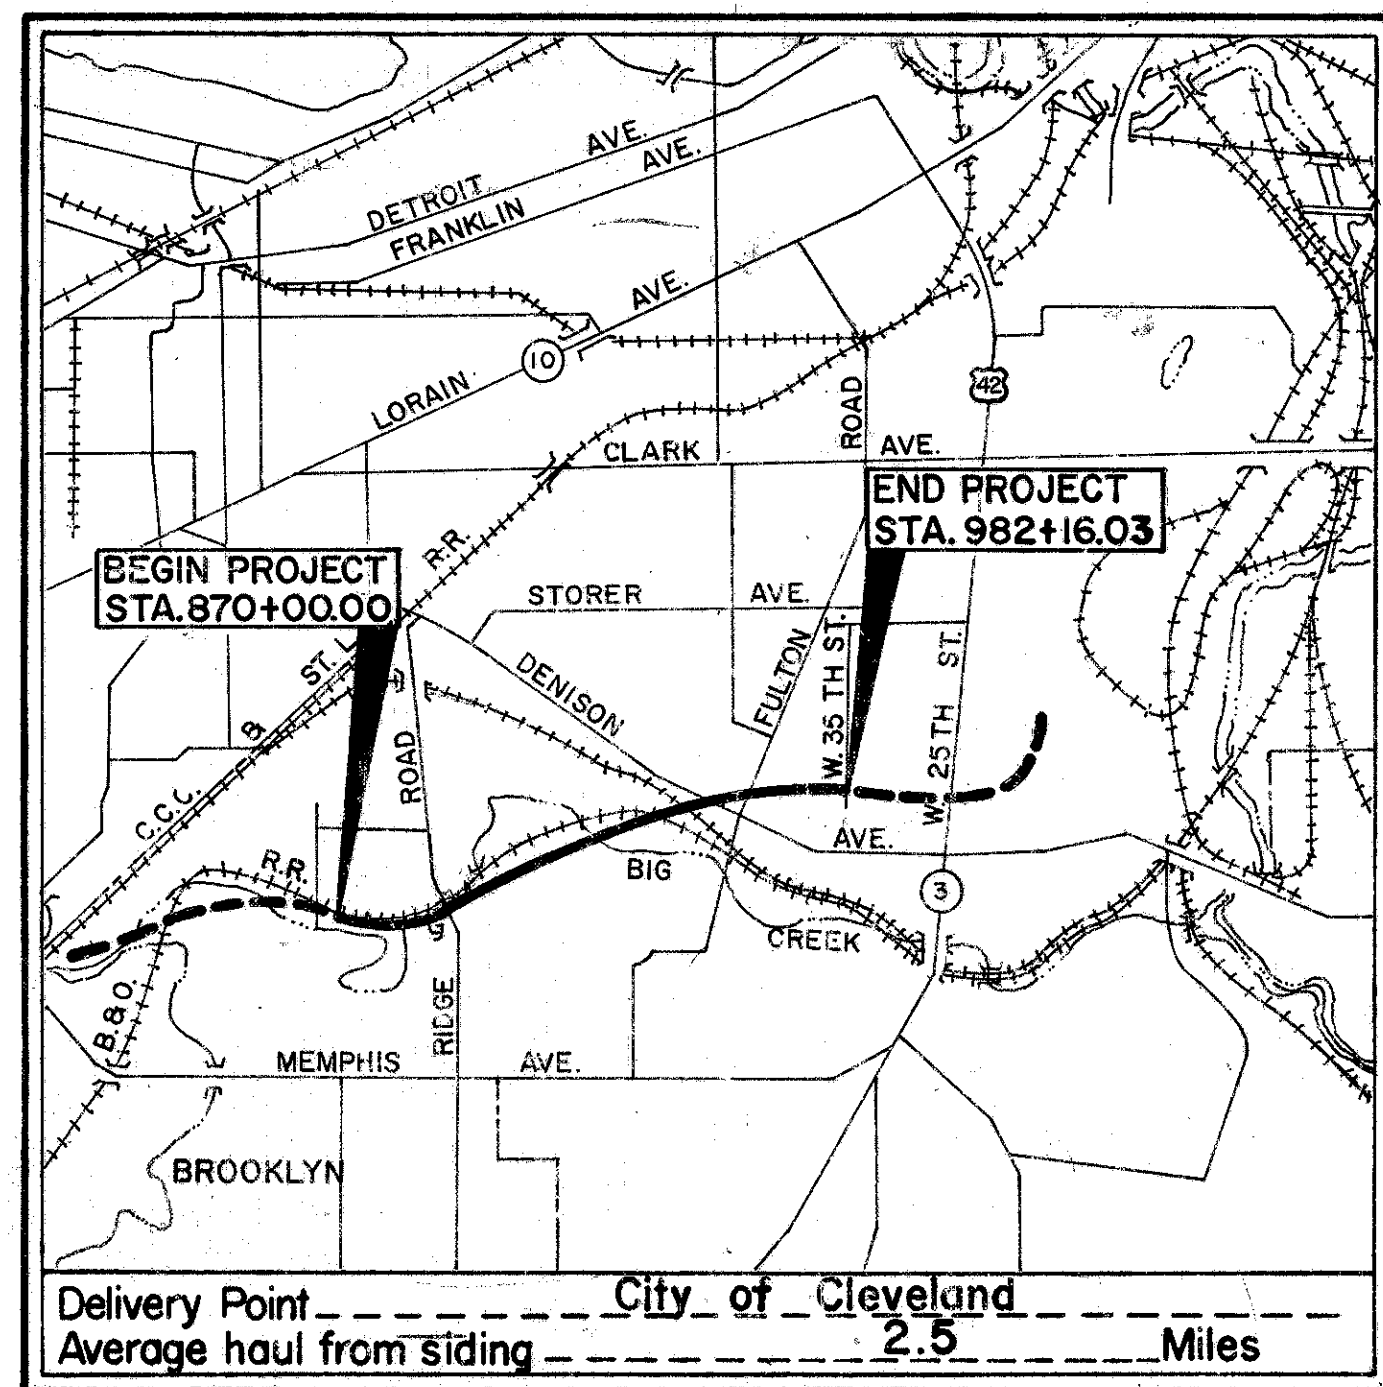 DETROIT AVE.
FRANKLIN AVE.
LORAIN AVE.
10
42
ROAD
CLARK AVE.
END PROJECT
STA. 982+16.03
BEGIN PROJECT
STA. 870+00.00
R.R.
STORER AVE.
ST. L.
&
C.C.C.
DENISON
FULTON
W. 35 TH ST.
W. 25 TH ST.
ROAD
R.R.
BIG
AVE.
3
CREEK
B.&O.
RIDGE
MEMPHIS AVE.
BROOKLYN
Delivery Point City of Cleveland
Average haul from siding 2.5 Miles